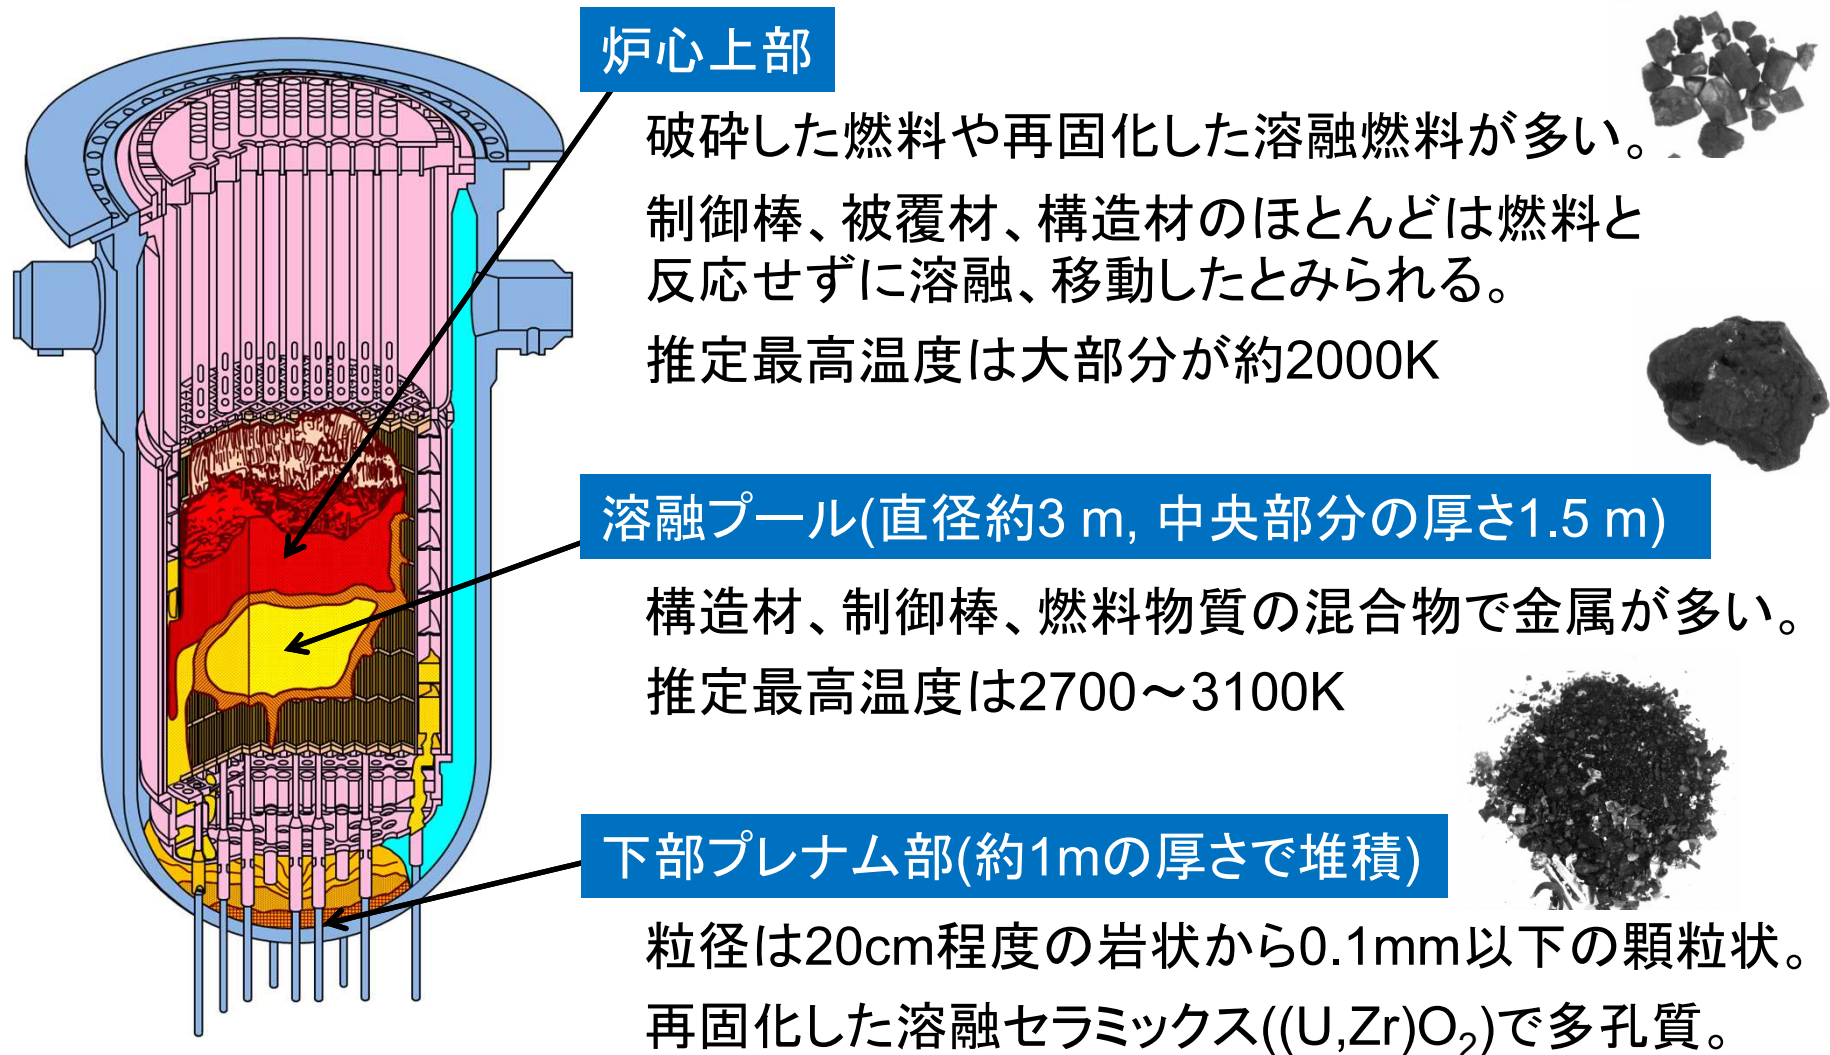 炉心上部
破砕した燃料や再固化した溶融燃料が多い。
制御棒、被覆材、構造材のほとんどは燃料と
反応せずに溶融、移動したとみられる。
推定最高温度は大部分が約2000K
溶融プール(直径約3 m, 中央部分の厚さ1.5 m)
構造材、制御棒、燃料物質の混合物で金属が多い。
推定最高温度は2700～3100K
下部プレナム部(約1mの厚さで堆積)
粒径は20cm程度の岩状から0.1mm以下の顆粒状。
再固化した溶融セラミックス((U,Zr)O₂)で多孔質。